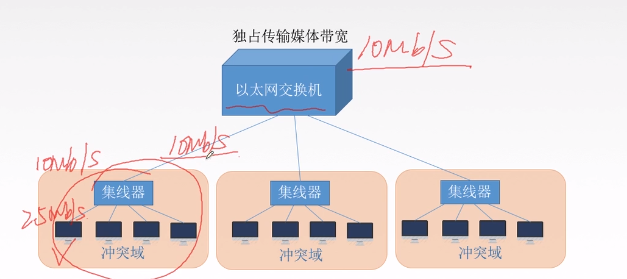 独占传输媒体带宽
10Mb/s
以太网交换机
10Mb/s
10Mb/s
集线器
集线器
集线器
2.5Mb/s
冲突域
冲突域
冲突域